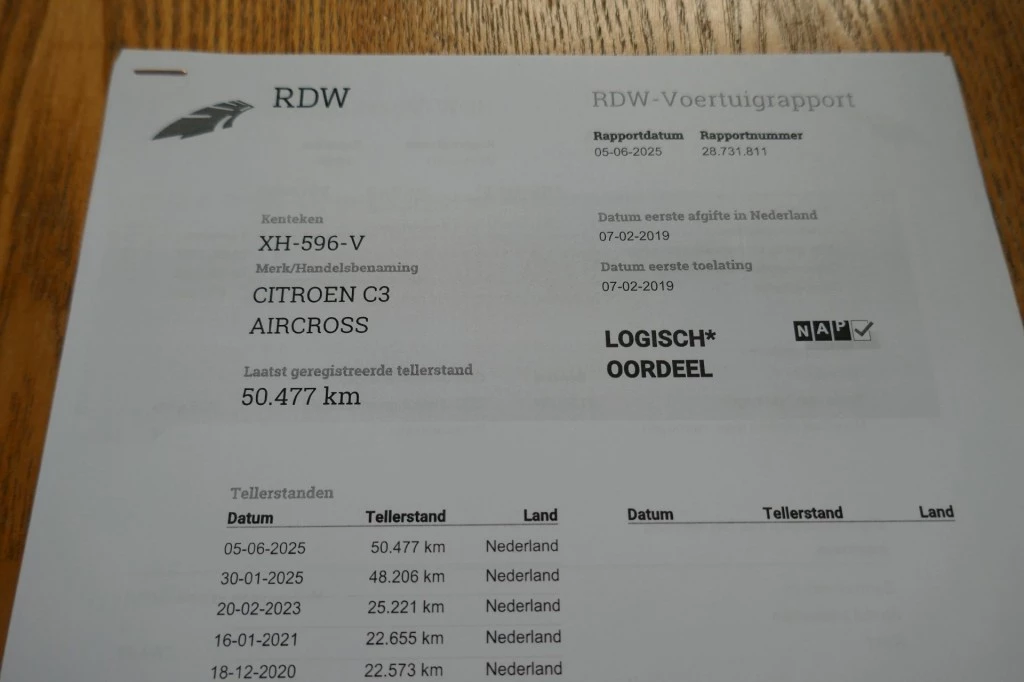 RDW
RDW-Voertuigrapport
Rapportdatum Rapportnummer
05-06-2025 28.731.811
Kenteken
XH-596-V
Merk/Handelsbenaming
CITROEN C3
AIRCROSS
Laatst geregistreerde tellerstand
50.477 km
Datum eerste afgifte in Nederland
07-02-2019
Datum eerste toelating
07-02-2019
LOGISCH*
OORDEEL
NAP
Tellerstanden
Datum Tellerstand Land
05-06-2025 50.477 km Nederland
30-01-2025 48.206 km Nederland
20-02-2023 25.221 km Nederland
16-01-2021 22.655 km Nederland
18-12-2020 22.573 km Nederland
Datum Tellerstand Land